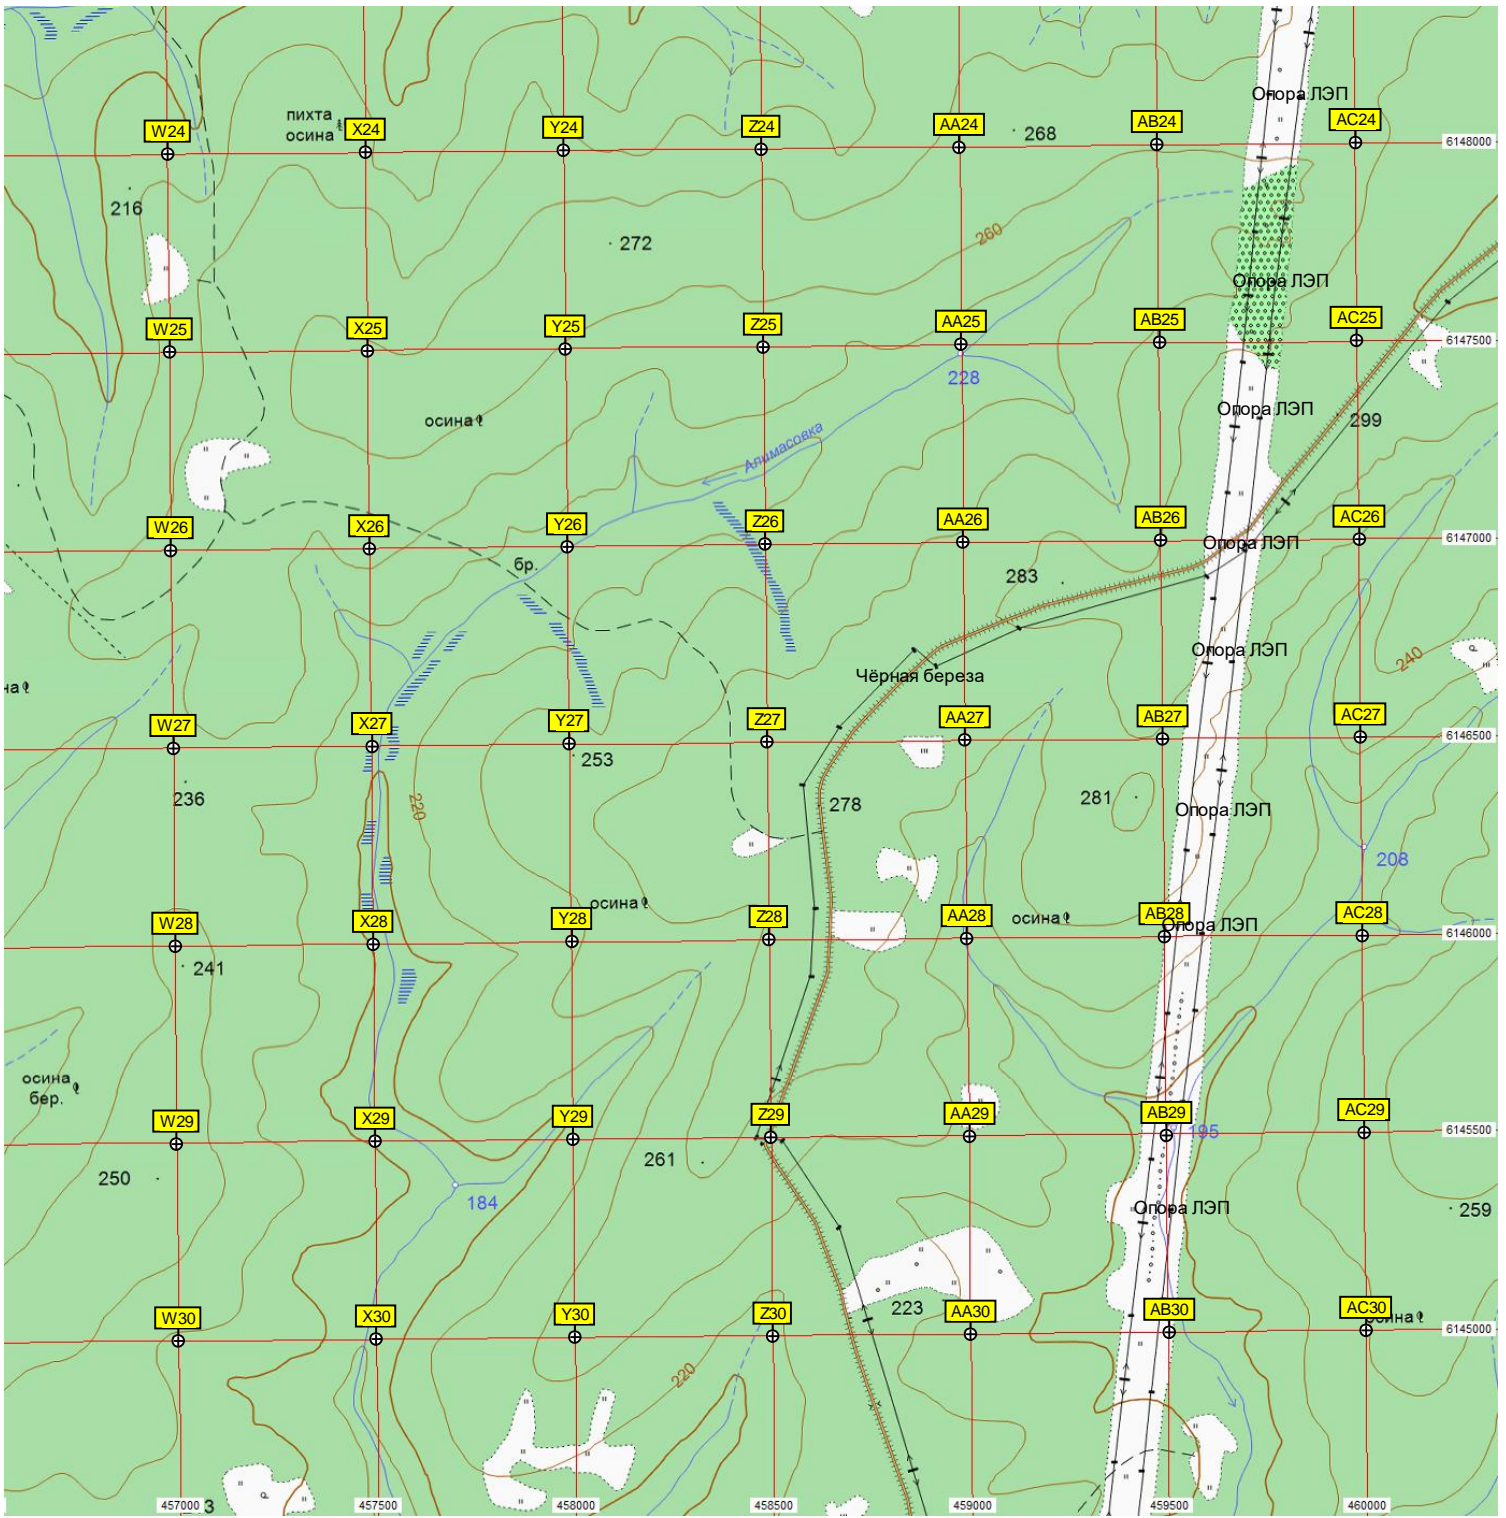 Опора ЛЭП
W24
X24
Y24
Z24
AA24
AB24
AC24
пихта
осина
268
6148000
216
272
260
Опора ЛЭП
W25
X25
Y25
Z25
AA25
AB25
AC25
6147500
228
Опора ЛЭП
осина
299
Алимасовка
W26
X26
Y26
Z26
AA26
AB26
AC26
6147000
Опора ЛЭП
бр.
283
Опора ЛЭП
240
Чёрная береза
на
W27
X27
Y27
Z27
AA27
AB27
AC27
6146500
253
236
220
278
281
Опора ЛЭП
208
осина
W28
X28
Y28
Z28
AA28
осина
AB28
Опора ЛЭП
AC28
6146000
241
осина
бер.
W29
X29
Y29
Z29
AA29
AB29
195
AC29
6145500
261
250
184
Опора ЛЭП
259
223
W30
X30
Y30
Z30
AA30
AB30
AC30
осина
6145000
220
3
457000
457500
458000
458500
459000
459500
460000